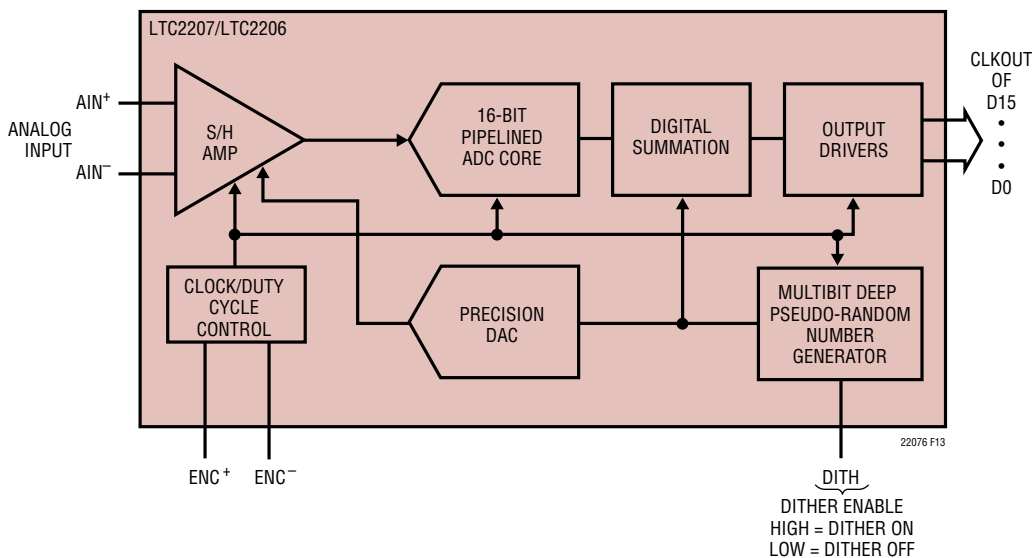 LTC2207/LTC2206
AIN+
ANALOG
INPUT
AIN−
S/H
AMP
16-BIT
PIPELINED
ADC CORE
DIGITAL
SUMMATION
OUTPUT
DRIVERS
CLKOUT
OF
D15
•
•
•
D0
CLOCK/DUTY
CYCLE
CONTROL
PRECISION
DAC
MULTIBIT DEEP
PSEUDO-RANDOM
NUMBER
GENERATOR
22076 F13
ENC+
ENC−
DITH
DITHER ENABLE
HIGH = DITHER ON
LOW = DITHER OFF